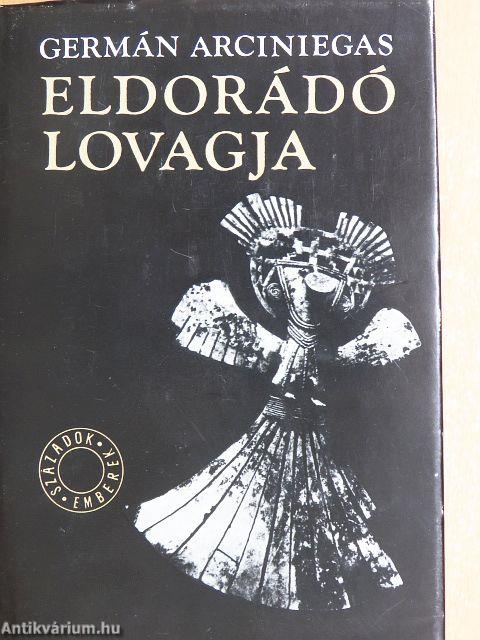 GERMÁN ARCINIEGAS
ELDORÁDÓ
LOVAGJA
SZÁZADOK • EMBEREK •
Antikvárium.hu